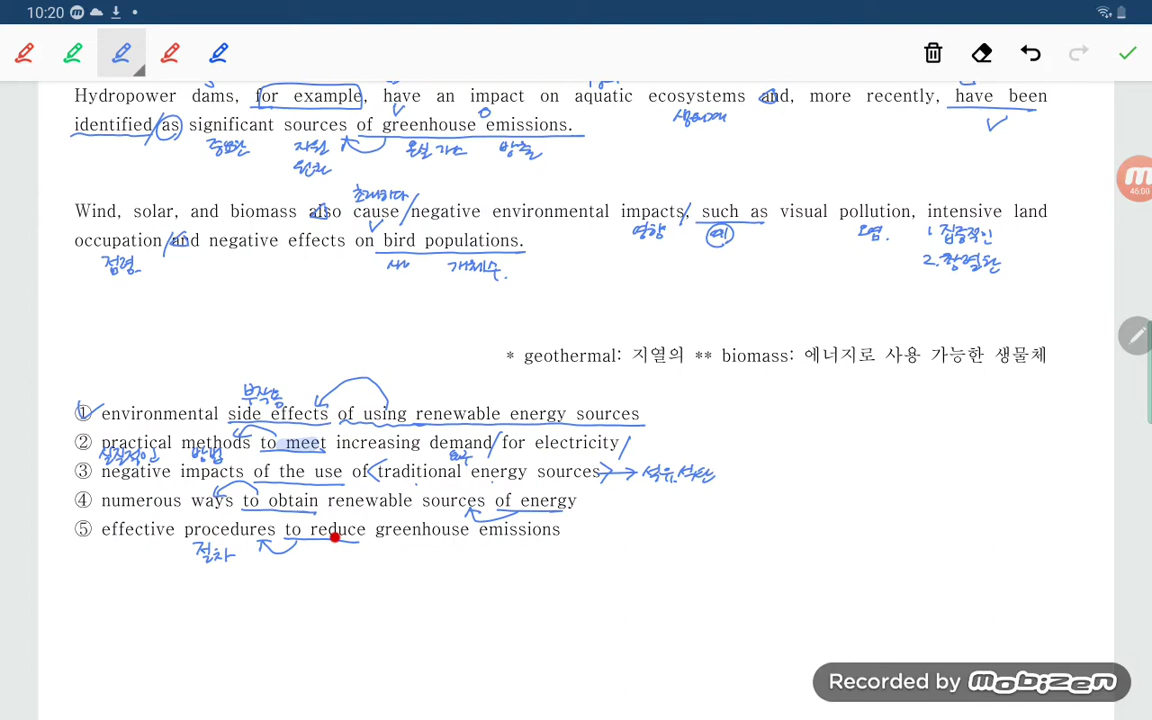 10:20
Hydropower dams, for example, have an impact on aquatic ecosystems and, more recently, have been
생태계
identified as significant sources of greenhouse emissions.
중요한 자원 온실가스 방출
원천
초래하다
Wind, solar, and biomass also cause negative environmental impacts, such as visual pollution, intensive land
영향 예 오염. 1. 집중적인
occupation and negative effects on bird populations.
점령 새 개체수. 2. 강렬한
* geothermal: 지열의 ** biomass: 에너지로 사용 가능한 생물체
부작용
① environmental side effects of using renewable energy sources
② practical methods to meet increasing demand for electricity
실질적인 방법 요구
③ negative impacts of the use of traditional energy sources → 석유, 석탄
④ numerous ways to obtain renewable sources of energy
⑤ effective procedures to reduce greenhouse emissions
절차
46:00
Recorded by mobizen